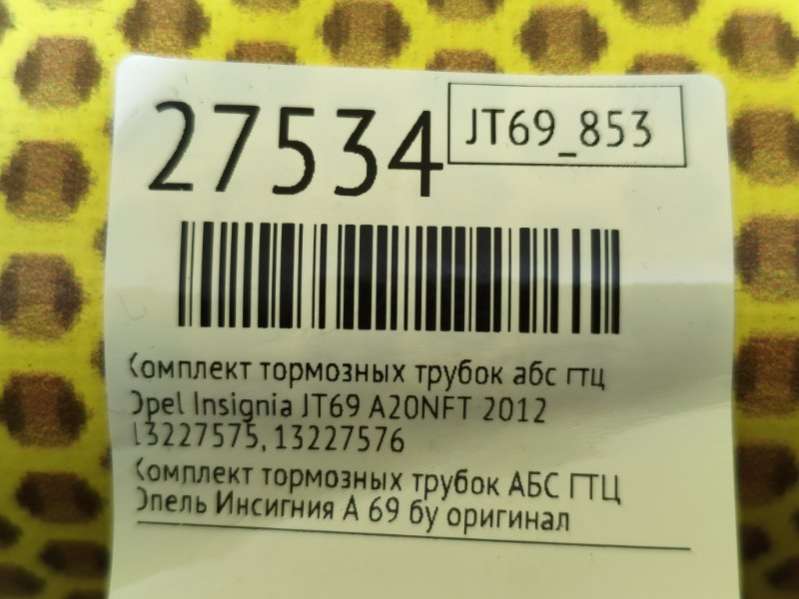 27534
JT69_853
Комплект тормозных трубок абс гтц
Opel Insignia JT69 A20NFT 2012
13227575, 13227576
Комплект тормозных трубок АБС ГТЦ
Опель Инсигния А 69 бу оригинал